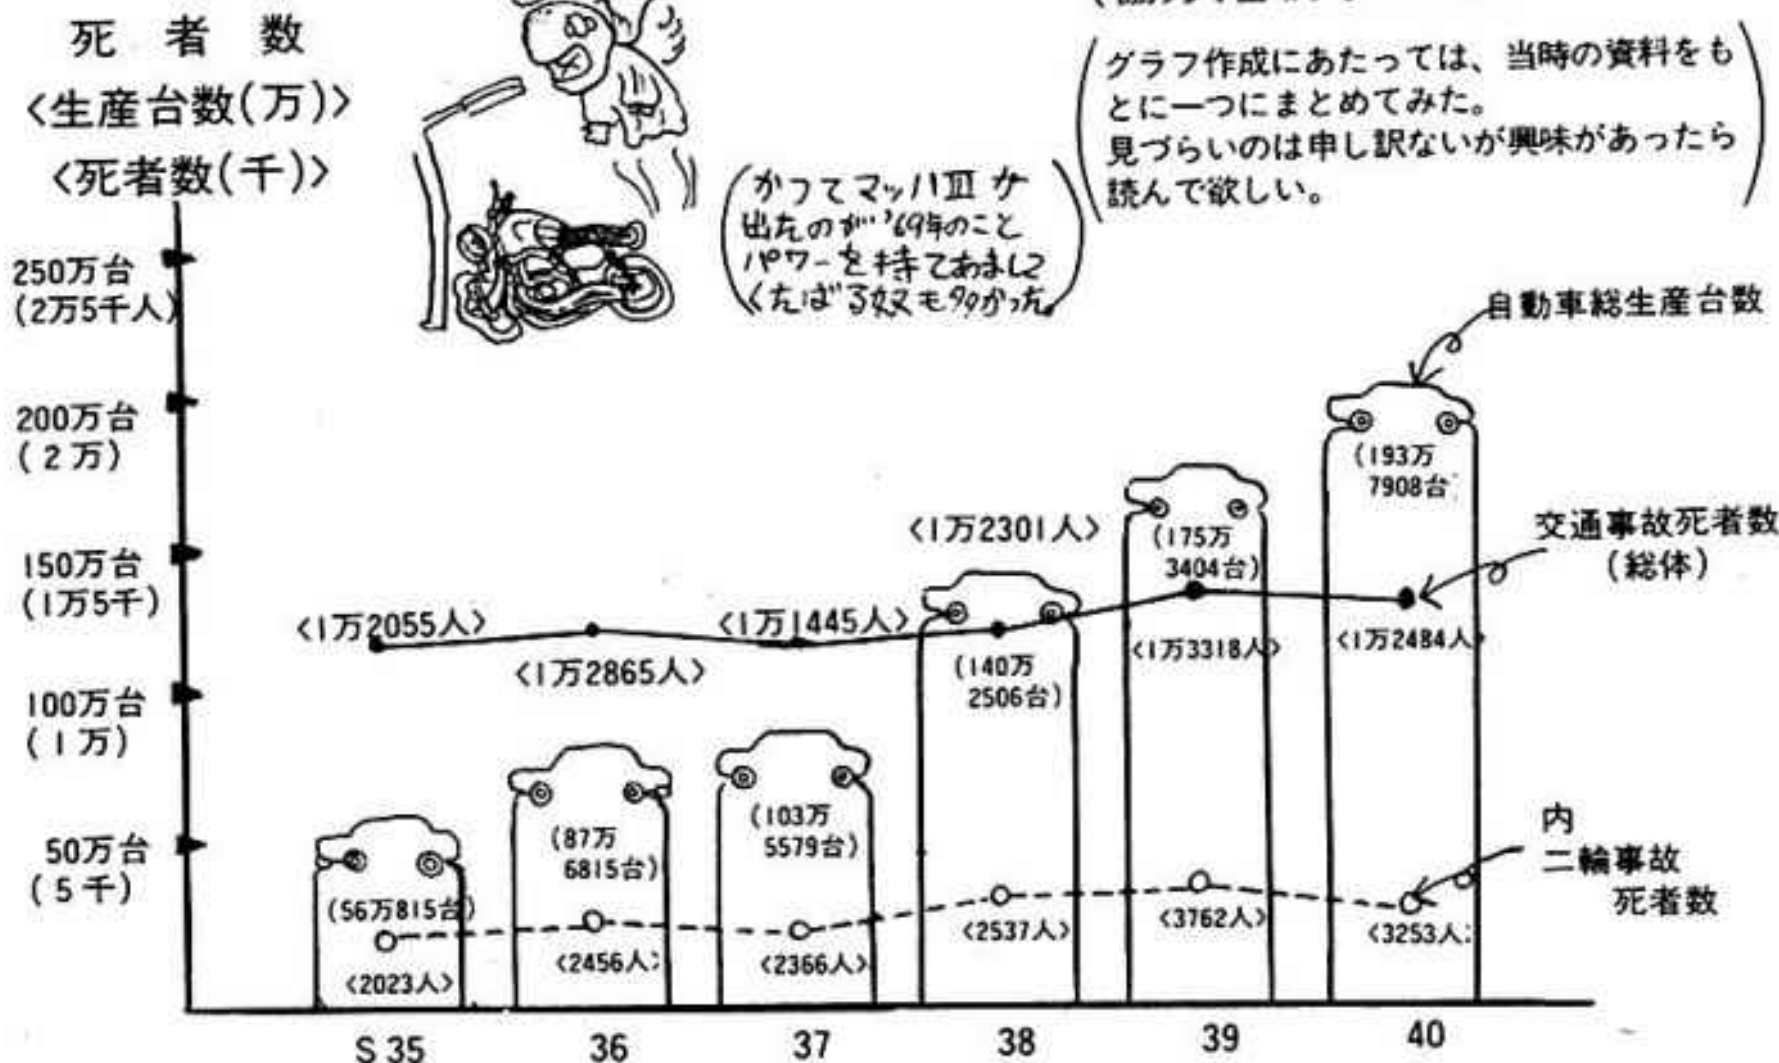 死者数
<生産台数(万)>
<死者数(千)>
グラフ作成にあたっては、当時の資料をも
とに一つにまとめてみた。
見づらいのは申し訳ないが興味があったら
読んで欲しい。
かつてマッハⅢが
出たのが'69年のこと
パワーを持てあまして
くたばる奴も多かった
250万台
(2万5千人)
200万台
(2万)
150万台
(1万5千)
100万台
(1万)
50万台
(5千)
自動車総生産台数
交通事故死者数
(総体)
内
二輪事故
死者数
<1万2055人>
<1万2865人>
<1万1445人>
<1万2301人>
<1万3318人>
<1万2484人>
(56万815台)
(87万
6815台)
(103万
5579台)
(140万
2506台)
(175万
3404台)
(193万
7908台
<2023人>
<2456人>
<2366人>
<2537人>
<3762人>
<3253人>
S35 36 37 38 39 40